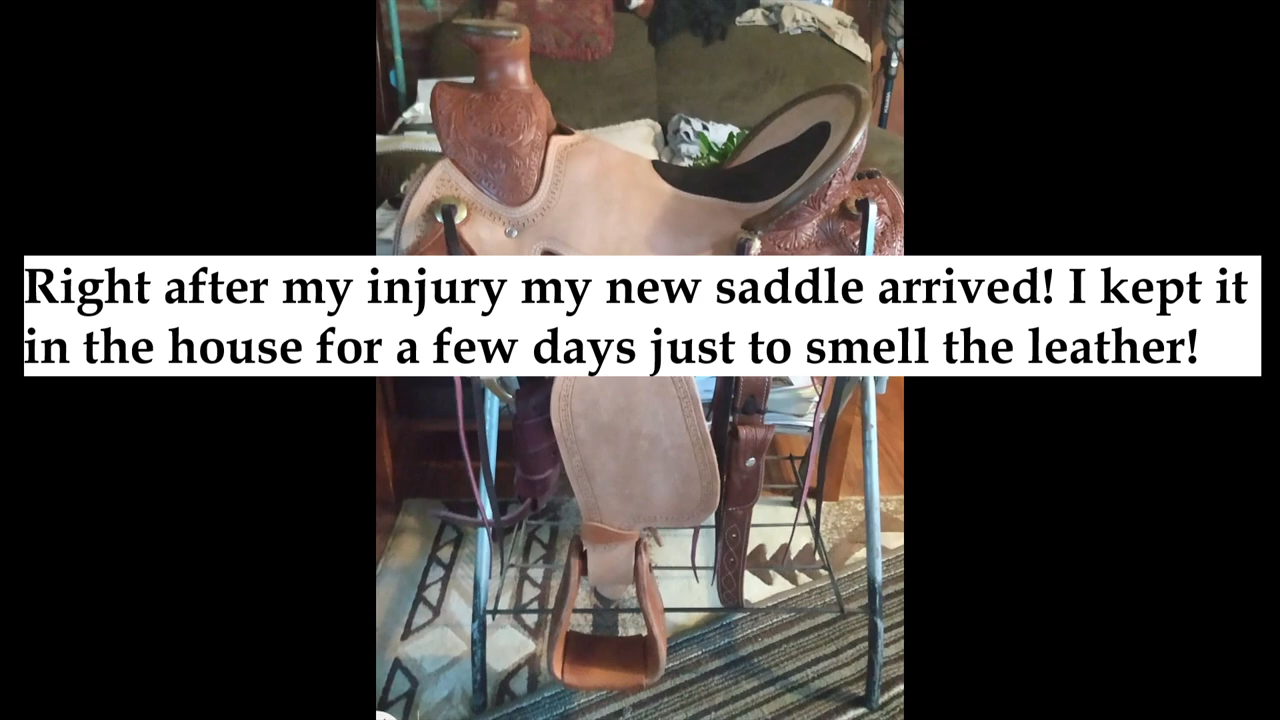 Right after my injury my new saddle arrived! I kept it
in the house for a few days just to smell the leather!